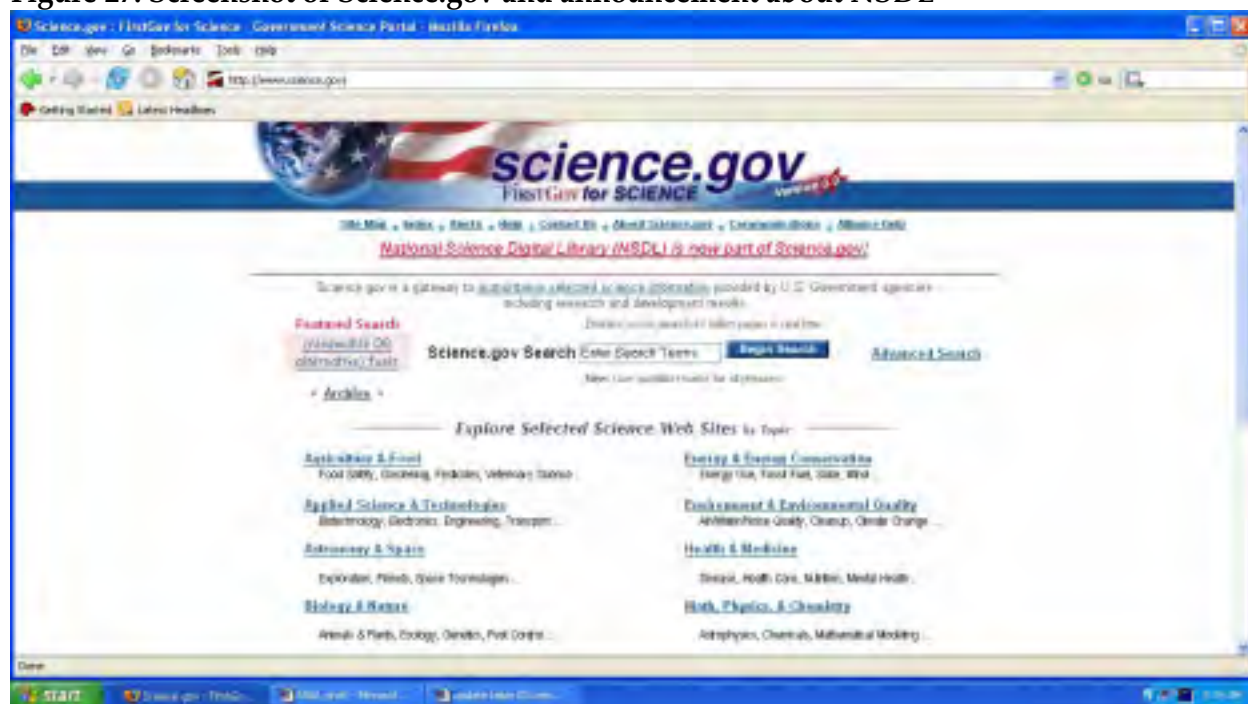 Figure 27. Screenshot of Science.gov and announcement about NSDL
Science.gov : FirstGov for Science - Government Science Portal - Mozilla Firefox
File Edit View Go Bookmarks Tools Help
http://www.science.gov/
Getting Started Latest Headlines
science.gov
FirstGov for SCIENCE
Site Map Index Alerts Help Contact Us About Science.gov Communications Alliance Only
National Science Digital Library (NSDL) is now part of Science.gov!
Science.gov is a gateway to authoritative selected science information provided by U.S. Government agencies
including research and development results.
Featured Search
(renewable OR
alternative) fuels
< Archive >
Science.gov Search Enter Search Terms Begin Search Advanced Search
Explore Selected Science Web Sites by Topic
Agriculture & Food
Food Safety, Gardening, Pesticides, Veterinary Science...
Energy & Energy Conservation
Energy Use, Fossil Fuel, Solar, Wind...
Applied Science & Technologies
Biotechnology, Electronics, Engineering, Transport...
Environment & Environmental Quality
Air/Water/Noise Quality, Cleanup, Climate Change...
Astronomy & Space
Exploration, Planets, Space Technologies...
Health & Medicine
Disease, Health Care, Nutrition, Mental Health...
Biology & Nature
Animals & Plants, Ecology, Genetics, Pest Control...
Math, Physics, & Chemistry
Astrophysics, Chemicals, Mathematical Modeling...
Done
start